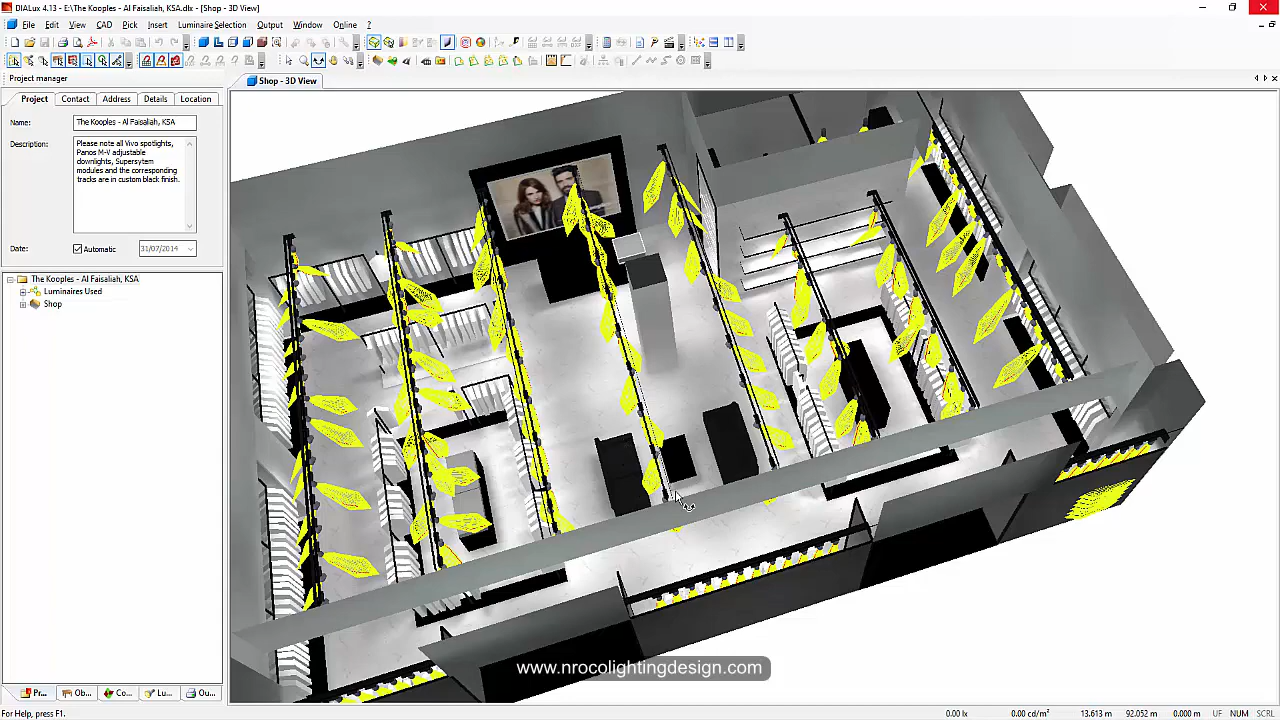 DIALux 4.13 - E:\The Kooples - Al Faisaliah, KSA.dlx - [Shop - 3D View]
File Edit View CAD Pick Insert Luminaire Selection Output Window Online ?
Project manager
Shop - 3D View
Project Contact Address Details Location
Name: The Kooples - Al Faisaliah, KSA
Description: Please note all Vivo spotlights,
Panos M-V adjustable
downlights, Supersytem
modules and the corresponding
tracks are in custom black finish.
Date: Automatic 31/07/2014
The Kooples - Al Faisaliah, KSA
Luminaires Used
Shop
www.nrocolightingdesign.com
Pr... Ob... Co... Lu... Ou...
For Help, press F1. 0.00 lx 0.00 cd/m² 13.613 m 92.052 m 0.000 m UF NUM SCRL